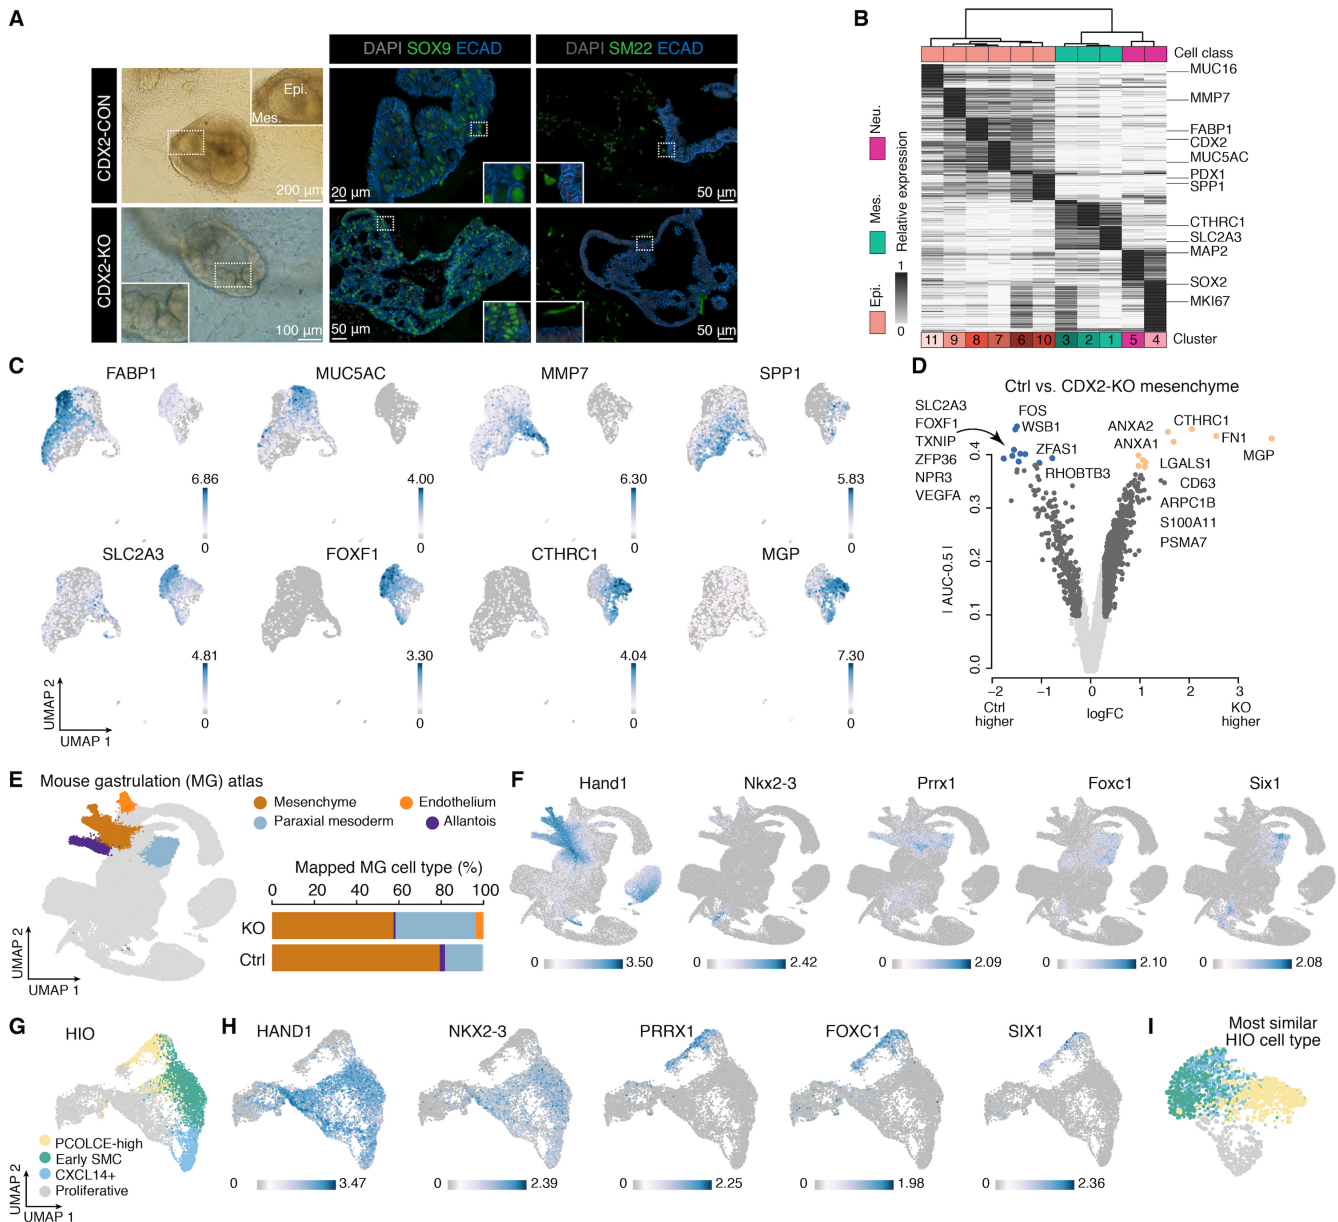 A
DAPI SOX9 ECAD
DAPI SM22 ECAD
CDX2-CON
Epi.
Mes.
200 µm
20 µm
50 µm
CDX2-KO
100 µm
50 µm
50 µm
B
Cell class
MUC16
MMP7
FABP1
CDX2
MUC5AC
PDX1
SPP1
CTHRC1
SLC2A3
MAP2
SOX2
MKI67
Neu.
Mes.
Epi.
Relative expression
1
0
11 9 8 7 6 10 3 2 1 5 4
Cluster
C
FABP1
MUC5AC
MMP7
SPP1
6.86
0
4.00
0
6.30
0
5.83
0
SLC2A3
FOXF1
CTHRC1
MGP
4.81
0
3.30
0
4.04
0
7.30
0
UMAP 2
UMAP 1
D
Ctrl vs. CDX2-KO mesenchyme
SLC2A3
FOXF1
TXNIP
ZFP36
NPR3
VEGFA
FOS
WSB1
ZFAS1
RHOBTB3
ANXA2
ANXA1
CTHRC1
FN1
MGP
LGALS1
CD63
ARPC1B
S100A11
PSMA7
I AUC-0.5 I
0.4
0.3
0.2
0.1
0.0
−2 −1 0 1 2 3
Ctrl
higher
logFC
KO
higher
E
Mouse gastrulation (MG) atlas
Mesenchyme
Endothelium
Paraxial mesoderm
Allantois
Mapped MG cell type (%)
0 20 40 60 80 100
KO
Ctrl
UMAP 2
UMAP 1
F
Hand1
Nkx2-3
Prrx1
Foxc1
Six1
0 3.50
0 2.42
0 2.09
0 2.10
0 2.08
G
HIO
PCOLCE-high
Early SMC
CXCL14+
Proliferative
UMAP 2
UMAP 1
H
HAND1
NKX2-3
PRRX1
FOXC1
SIX1
0 3.47
0 2.39
0 2.25
0 1.98
0 2.36
I
Most similar
HIO cell type